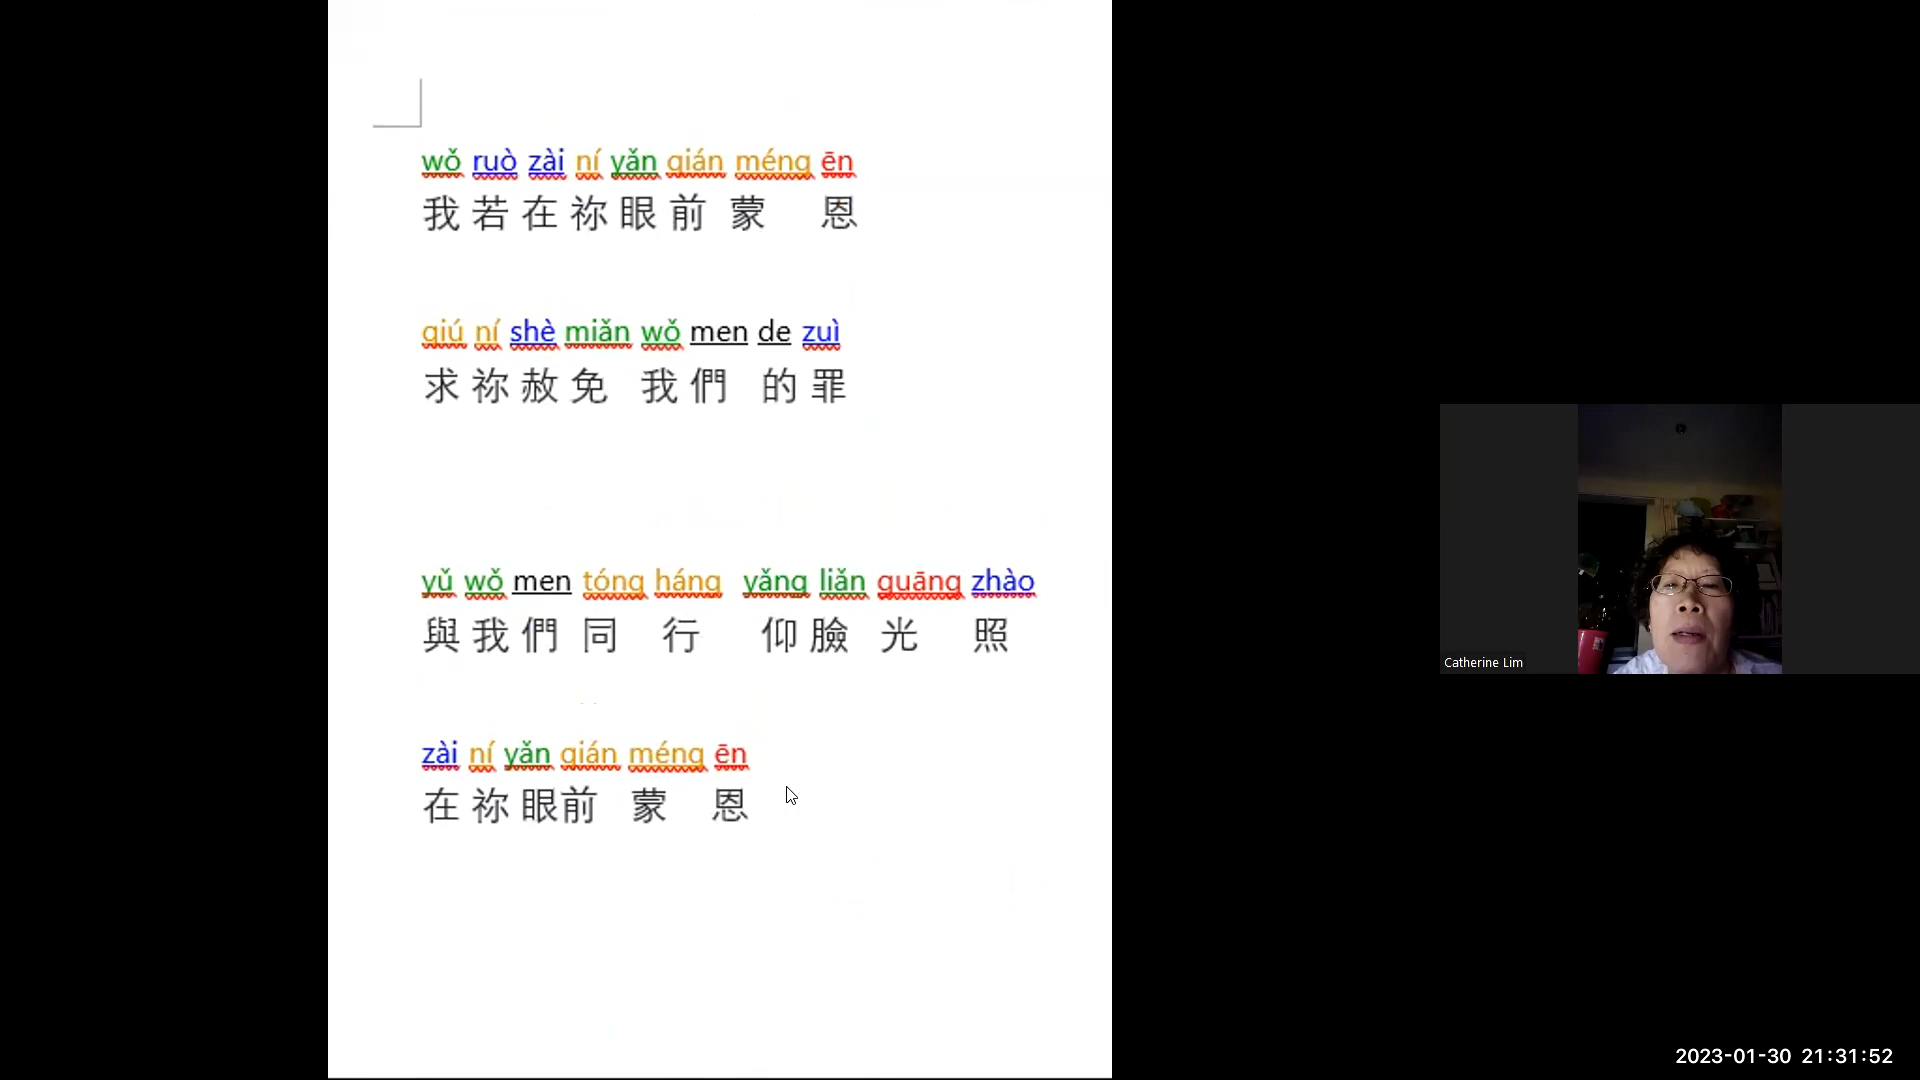 wǒ ruò zài ní yǎn qián méng ēn
我 若 在 祢 眼 前 蒙 恩
qiú ní shè miǎn wǒ men de zuì
求 祢 赦 免 我 們 的 罪
yǔ wǒ men tóng háng yǎng liǎn guāng zhào
與 我 們 同 行 仰 臉 光 照
zài ní yǎn qián méng ēn
在 祢 眼 前 蒙 恩
Catherine Lim
2023-01-30 21:31:52